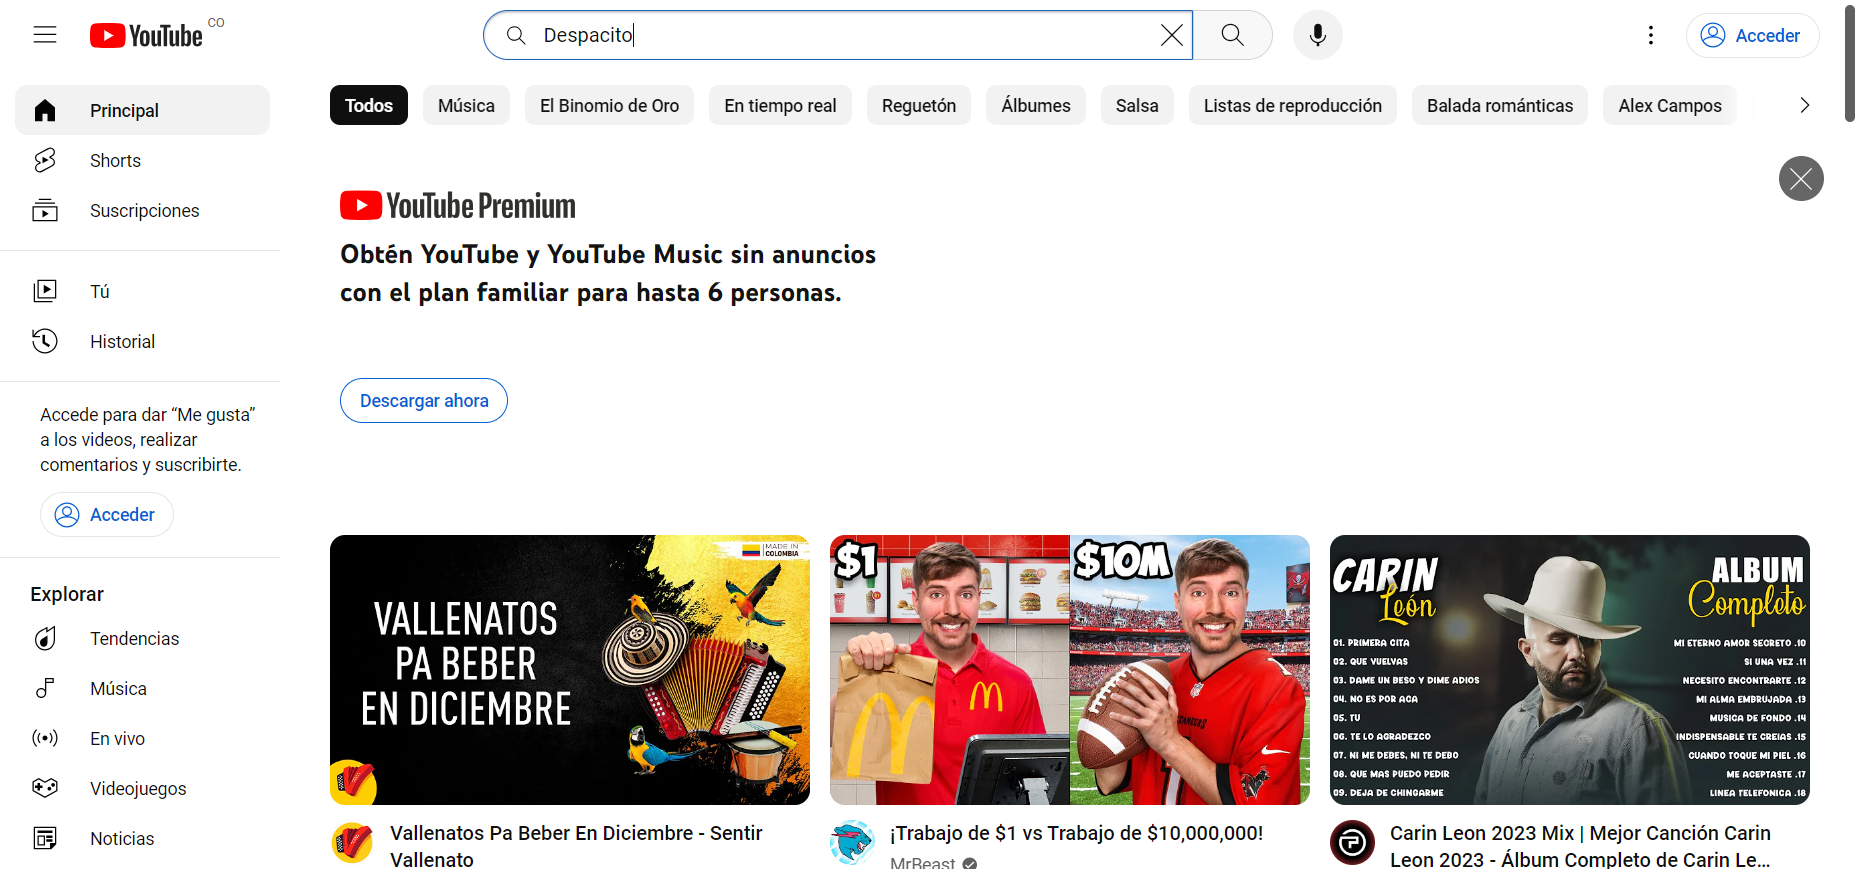 YouTube CO
Despacito
Acceder
Principal
Shorts
Suscripciones
Tú
Historial
Accede para dar “Me gusta”
a los videos, realizar
comentarios y suscribirte.
Acceder
Explorar
Tendencias
Música
En vivo
Videojuegos
Noticias
Todos
Música
El Binomio de Oro
En tiempo real
Reguetón
Álbumes
Salsa
Listas de reproducción
Balada románticas
Alex Campos
YouTube Premium
Obtén YouTube y YouTube Music sin anuncios
con el plan familiar para hasta 6 personas.
Descargar ahora
MADE IN
COLOMBIA
VALLENATOS
PA BEBER
EN DICIEMBRE
Vallenatos Pa Beber En Diciembre - Sentir
Vallenato
$1
$10M
¡Trabajo de $1 vs Trabajo de $10,000,000!
MrBeast
CARIN
León
ALBUM
Completo
01. PRIMERA CITA
02. QUE VUELVAS
03. DAME UN BESO Y DIME ADIOS
04. NO ES POR ACA
05. TU
06. TE LO AGRADEZCO
07. NI ME DEBES, NI TE DEBO
08. QUE MAS PUEDO PEDIR
09. DEJA DE CHINGARME
MI ETERNO AMOR SECRETO .10
SI UNA VEZ .11
NECESITO ENCONTRARTE .12
MI ALMA EMBRUJADA .13
MUSICA DE FONDO .14
INDISPENSABLE TE CREIAS .15
CUANDO TOQUE MI PIEL .16
ME ACEPTASTE .17
LINEA TELEFONICA .18
Carin Leon 2023 Mix | Mejor Canción Carin
Leon 2023 - Álbum Completo de Carin Le...